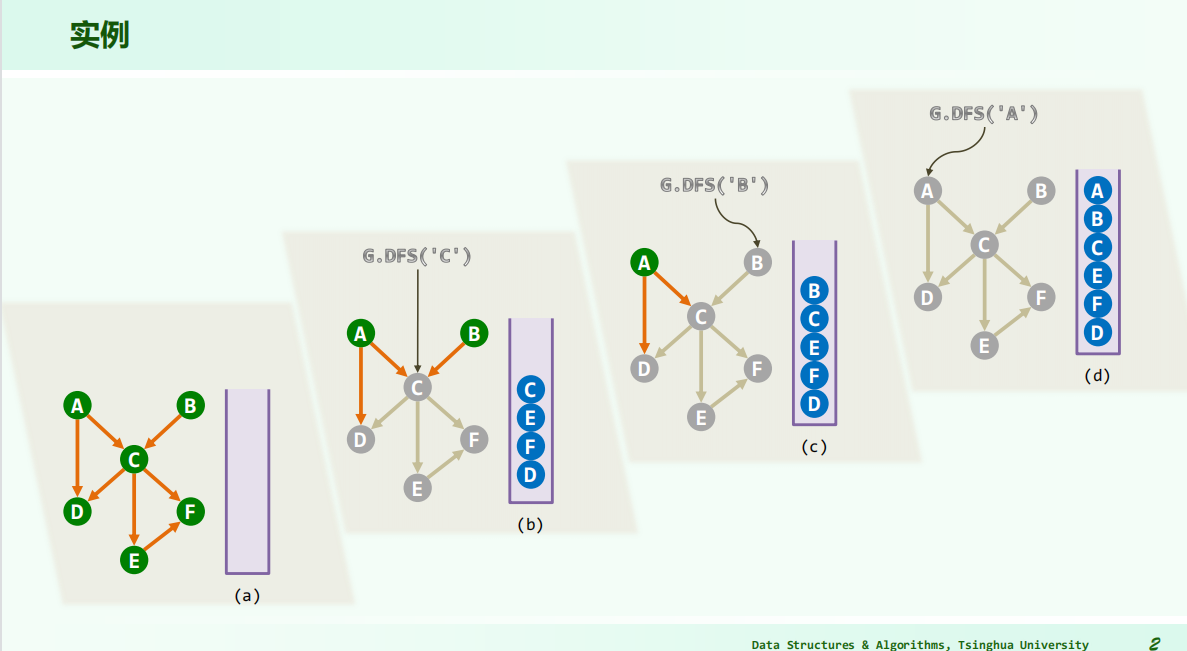 实例
A B
C
D F
E
(a)
G.DFS('C')
A B
C
D F
E
C
E
F
D
(b)
G.DFS('B')
A B
C
D F
E
B
C
E
F
D
(c)
G.DFS('A')
A B
C
D F
E
A
B
C
E
F
D
(d)
Data Structures & Algorithms, Tsinghua University 2